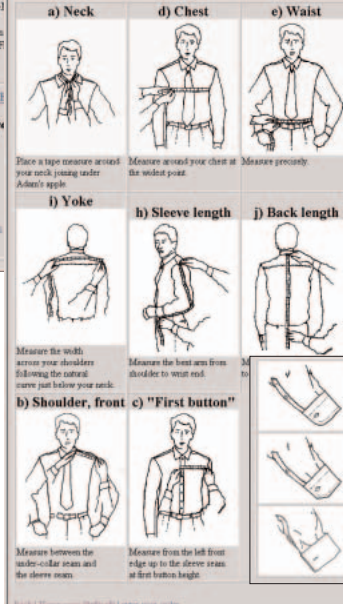 a) Neck
d) Chest
e) Waist
Place a tape measure around
your neck joining under
Adam's apple.
Measure around your chest at
the widest point.
Measure precisely.
i) Yoke
h) Sleeve length
j) Back length
Measure the width
across your shoulders
following the natural
curve just below your neck.
Measure the bent arm from
shoulder to wrist end.
b) Shoulder, front
c) "First button"
Measure between the
under-collar seam and
the sleeve seam.
Measure from the left front
edge up to the sleeve seam
at first button height.